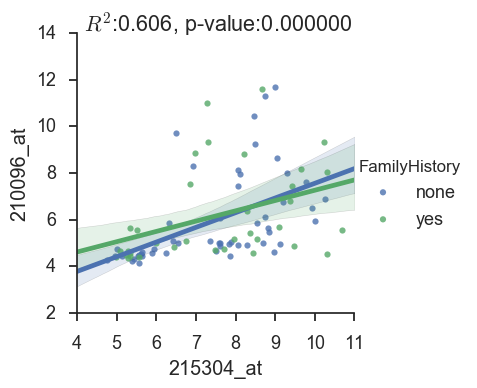 R²:0.606, p-value:0.000000
14
12
10
8
6
4
2
210096_at
4 5 6 7 8 9 10 11
215304_at
FamilyHistory
none
yes